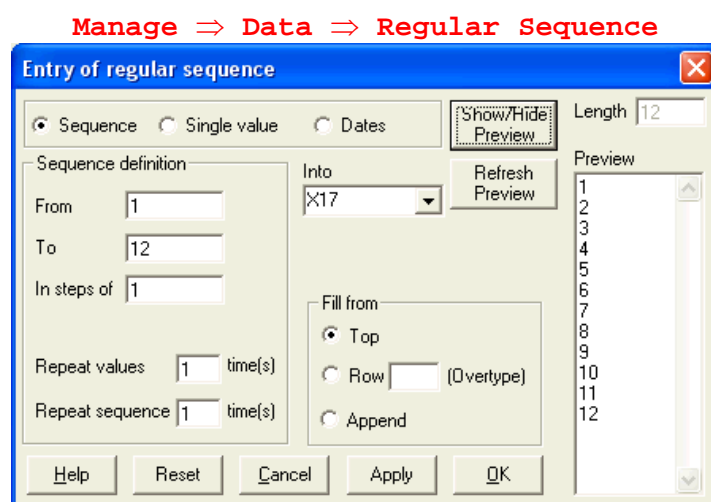 Manage ⇒ Data ⇒ Regular Sequence
Entry of regular sequence
Sequence Single value Dates
Show/Hide
Preview
Length 12
Sequence definition
From 1
To 12
In steps of 1
Repeat values 1 time(s)
Repeat sequence 1 time(s)
Into
X17
Refresh
Preview
Fill from
Top
Row (Overtype)
Append
Preview
1
2
3
4
5
6
7
8
9
10
11
12
Help Reset Cancel Apply OK